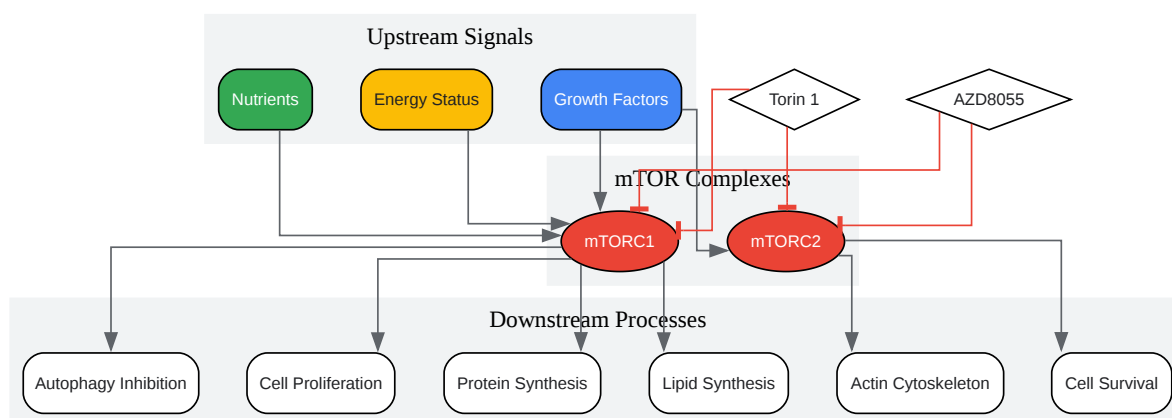 Upstream Signals
Nutrients
Energy Status
Growth Factors
Torin 1
AZD8055
mTOR Complexes
mTORC1
mTORC2
Downstream Processes
Autophagy Inhibition
Cell Proliferation
Protein Synthesis
Lipid Synthesis
Actin Cytoskeleton
Cell Survival